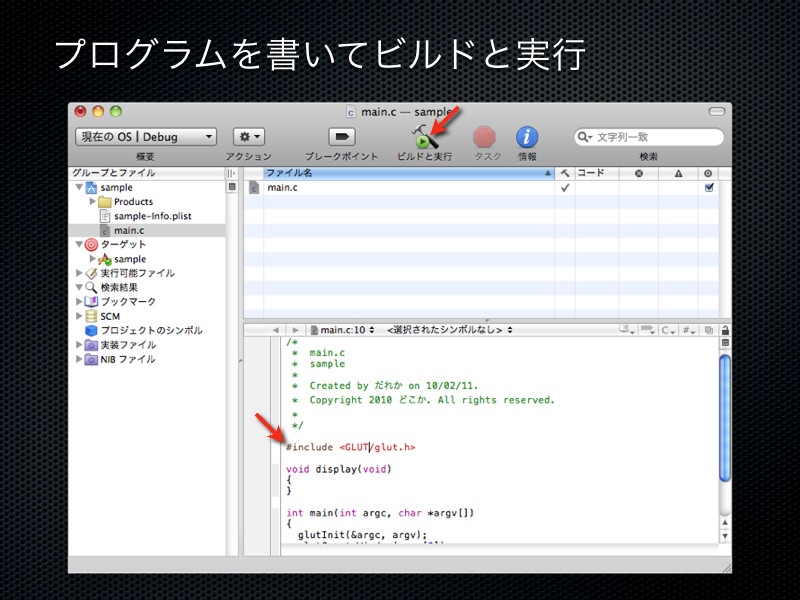 プログラムを書いてビルドと実行
main.c — sample
現在の OS | Debug
文字列一致
概要 アクション ブレークポイント ビルドと実行 タスク 情報 検索
グループとファイル
sample
Products
sample-Info.plist
main.c
ターゲット
sample
実行可能ファイル
検索結果
ブックマーク
SCM
プロジェクトのシンボル
実装ファイル
NIB ファイル
ファイル名 コード
main.c
main.c:10 <選択されたシンボルなし> C #
/*
* main.c
* sample
*
* Created by だれか on 10/02/11.
* Copyright 2010 どこか. All rights reserved.
*
*/
#include <GLUT/glut.h>
void display(void)
{
}
int main(int argc, char *argv[])
{
glutInit(&argc, argv);